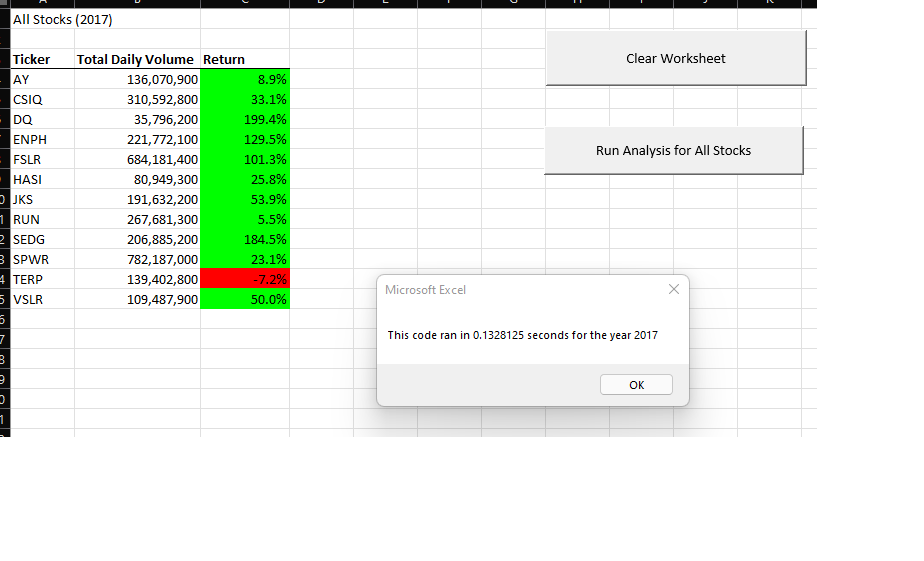 All Stocks (2017)
Clear Worksheet
Ticker Total Daily Volume Return
AY 136,070,900 8.9%
CSIQ 310,592,800 33.1%
DQ 35,796,200 199.4%
ENPH 221,772,100 129.5%
Run Analysis for All Stocks
FSLR 684,181,400 101.3%
HASI 80,949,300 25.8%
JKS 191,632,200 53.9%
RUN 267,681,300 5.5%
SEDG 206,885,200 184.5%
SPWR 782,187,000 23.1%
TERP 139,402,800 -7.2%
VSLR 109,487,900 50.0%
Microsoft Excel
This code ran in 0.1328125 seconds for the year 2017
OK